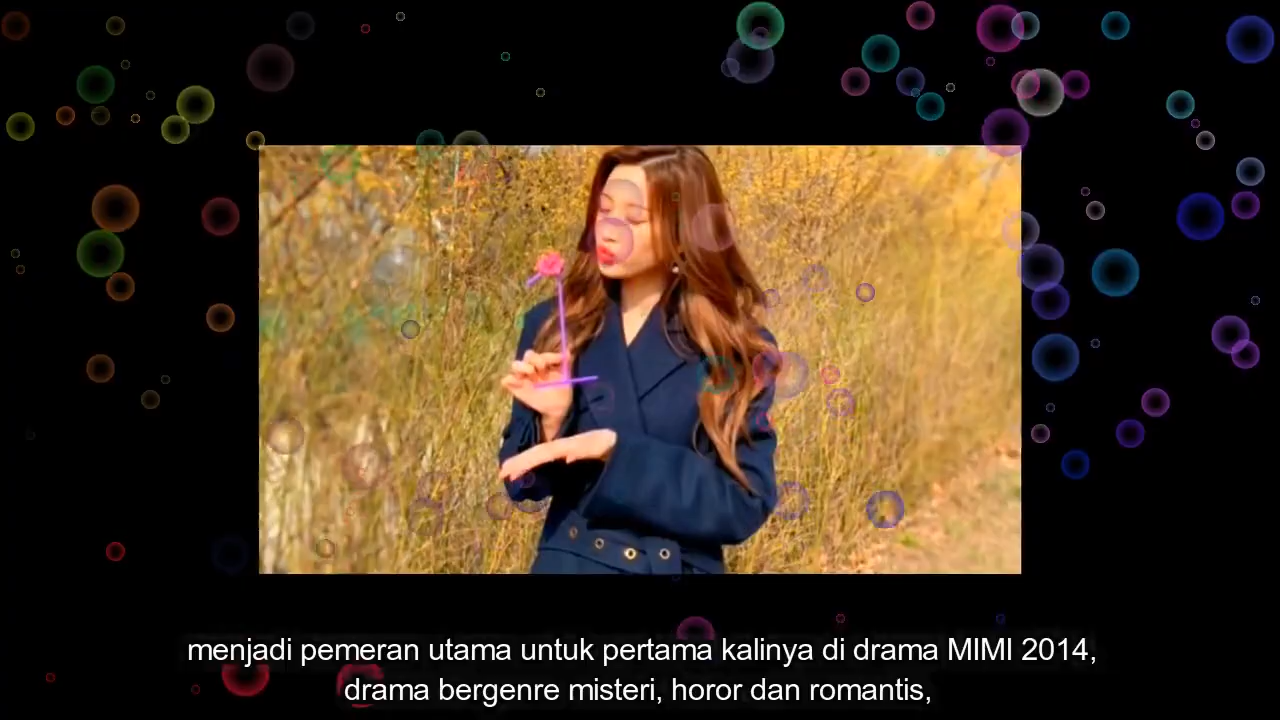 menjadi pemeran utama untuk pertama kalinya di drama MIMI 2014,
drama bergenre misteri, horor dan romantis,